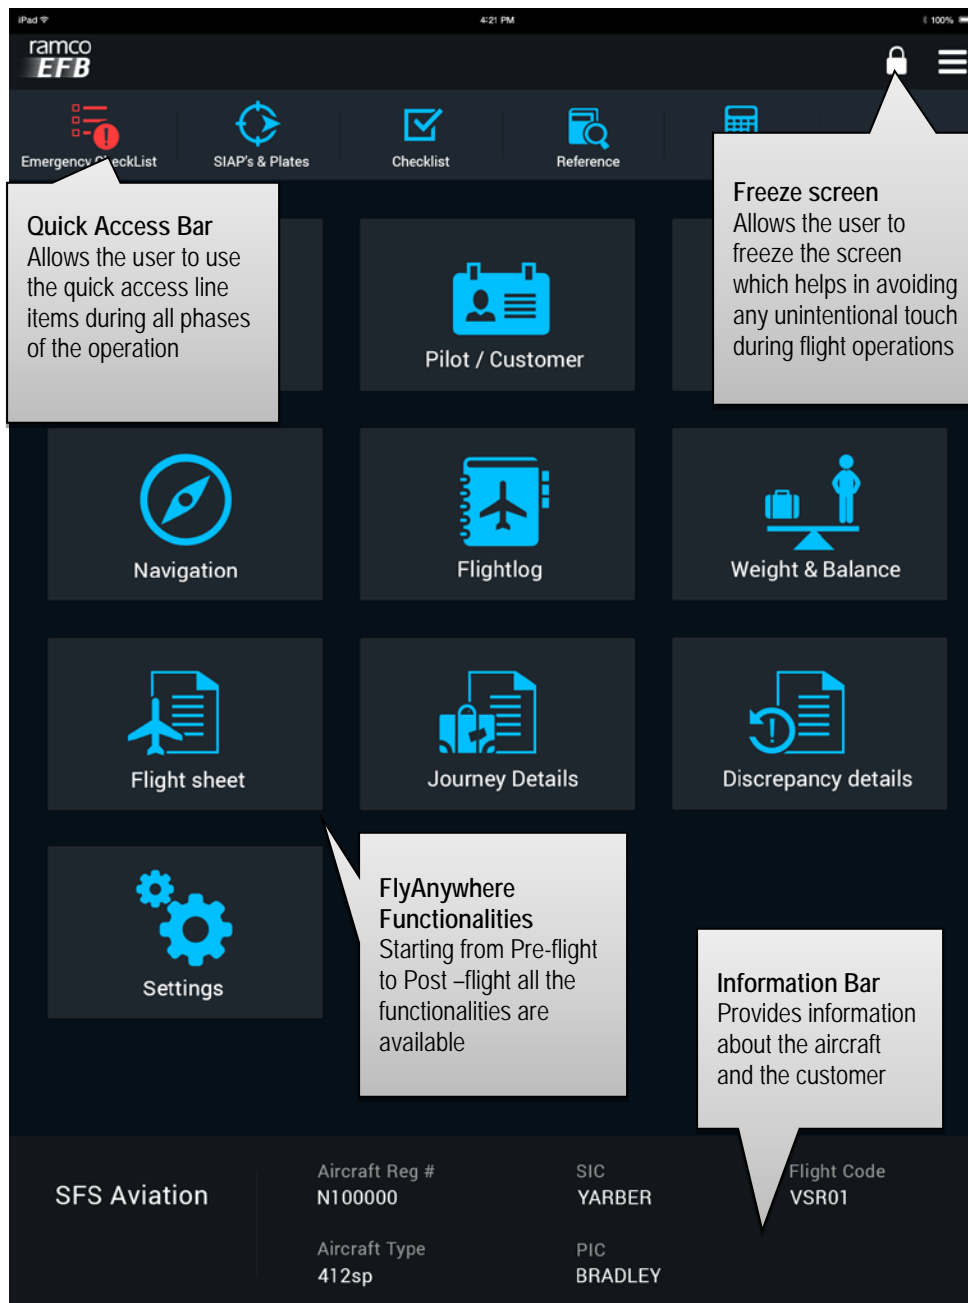 iPad 4:21 PM 100%
ramco
EFB
Emergency CheckList SIAP's & Plates Checklist Reference
Quick Access Bar
Allows the user to use
the quick access line
items during all phases
of the operation
Freeze screen
Allows the user to
freeze the screen
which helps in avoiding
any unintentional touch
during flight operations
Pilot / Customer
Navigation Flightlog Weight & Balance
Flight sheet Journey Details Discrepancy details
Settings
FlyAnywhere
Functionalities
Starting from Pre-flight
to Post –flight all the
functionalities are
available
Information Bar
Provides information
about the aircraft
and the customer
SFS Aviation
Aircraft Reg # SIC Flight Code
N100000 YARBER VSR01
Aircraft Type PIC
412sp BRADLEY